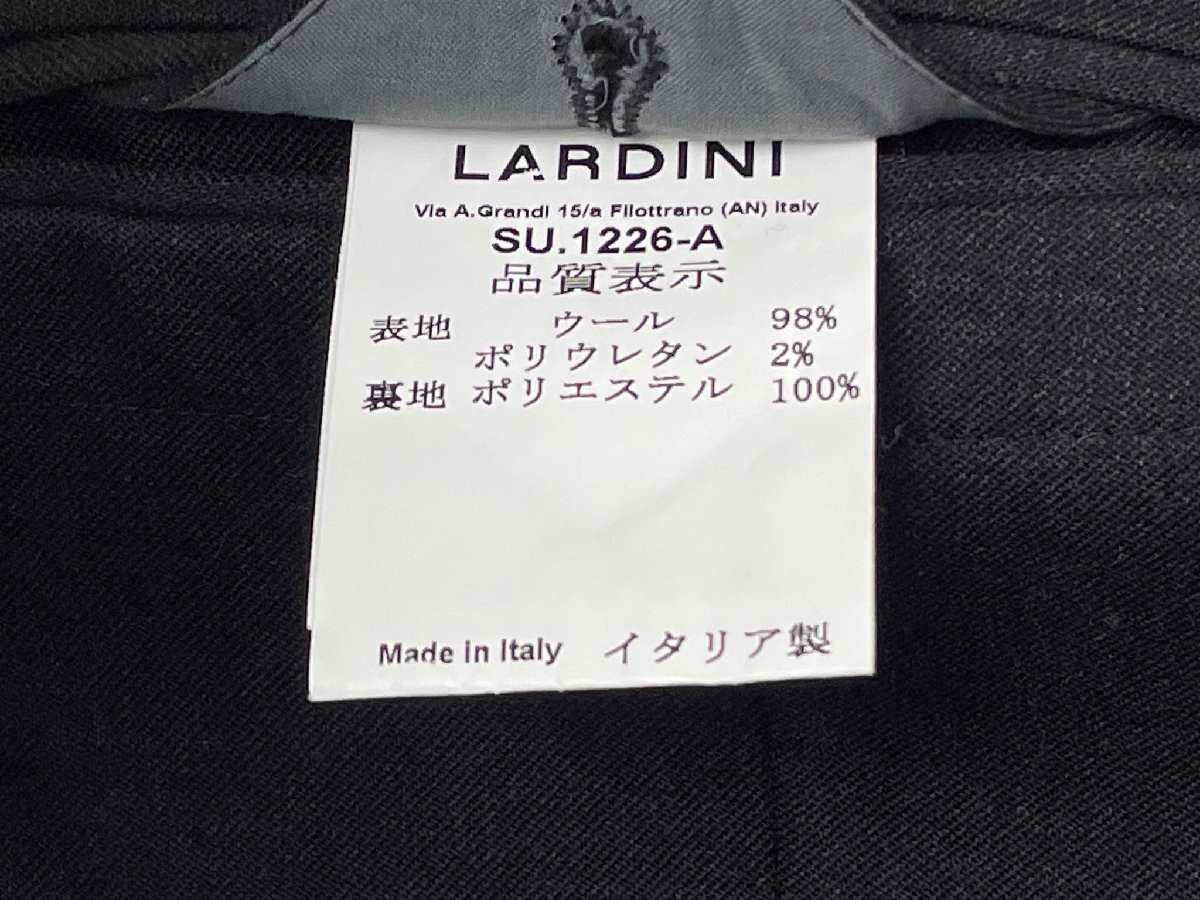 LARDINI
Via A.Grandi 15/a Filottrano (AN) Italy
SU.1226-A
品質表示
表地 ウール 98%
ポリウレタン 2%
裏地 ポリエステル 100%
Made in Italy イタリア製